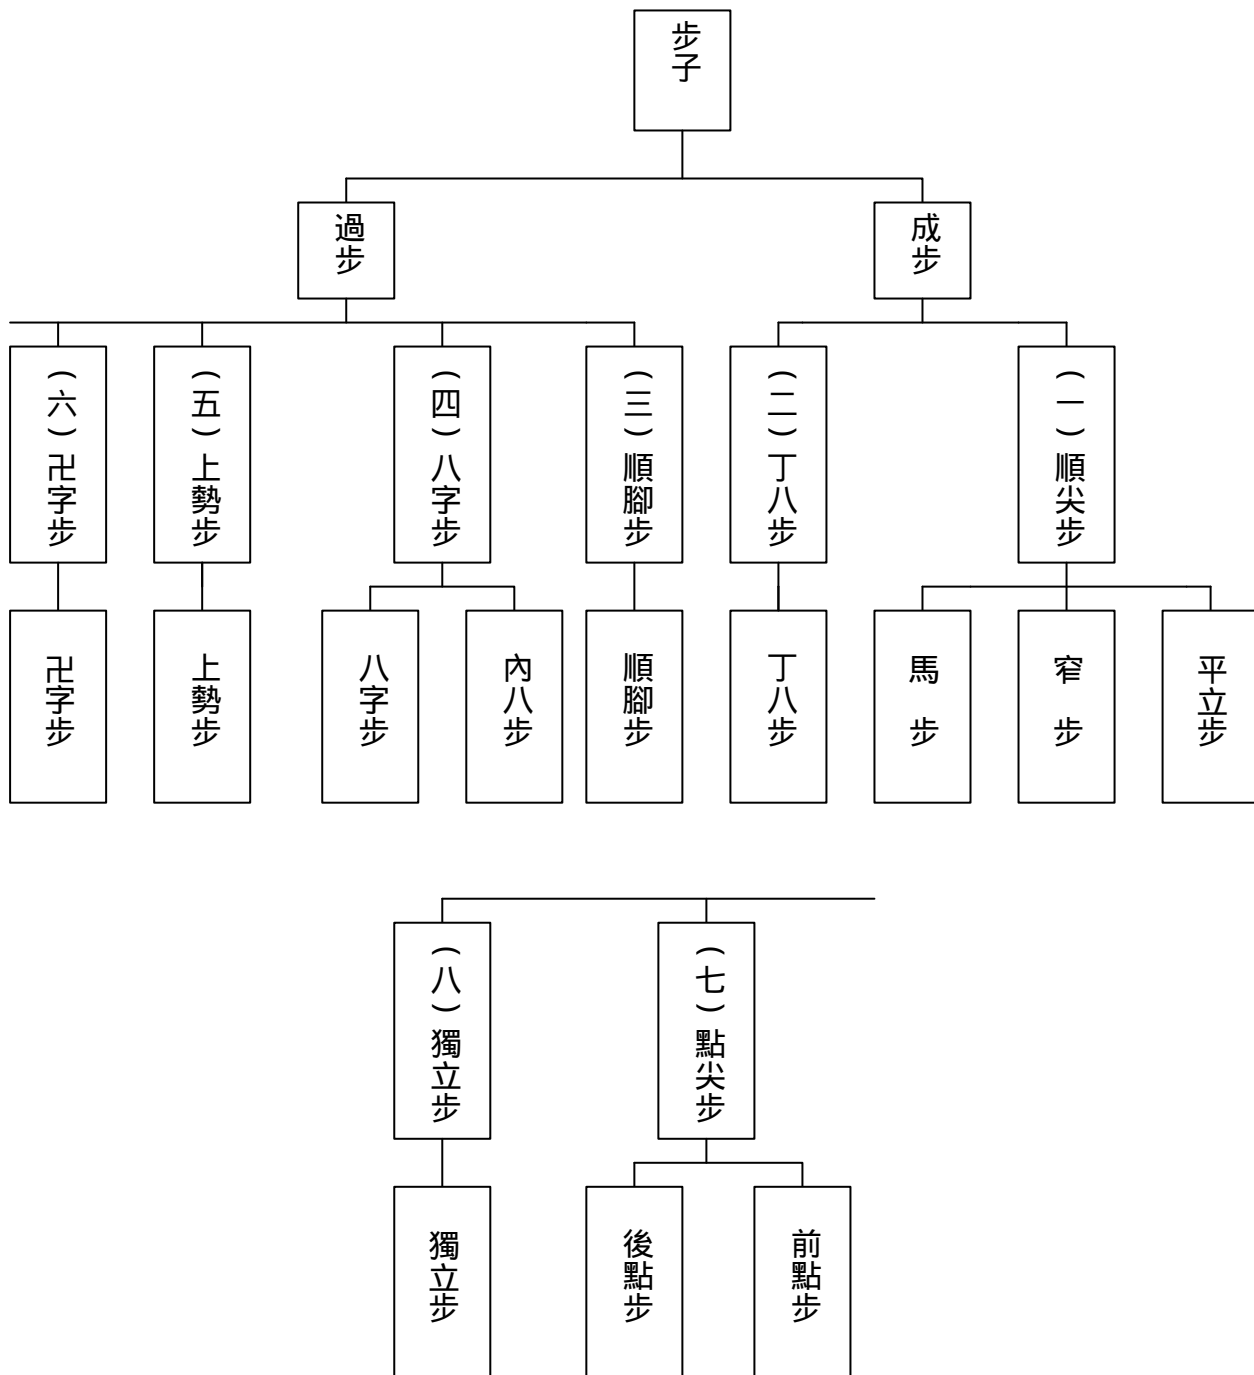 步子
成步
過步
(一)順尖步
(二)丁八步
(三)順腳步
(四)八字步
(五)上勢步
(六)卍字步
平立步
窄步
馬步
丁八步
順腳步
內八步
八字步
上勢步
卍字步
(七)點尖步
(八)獨立步
前點步
後點步
獨立步